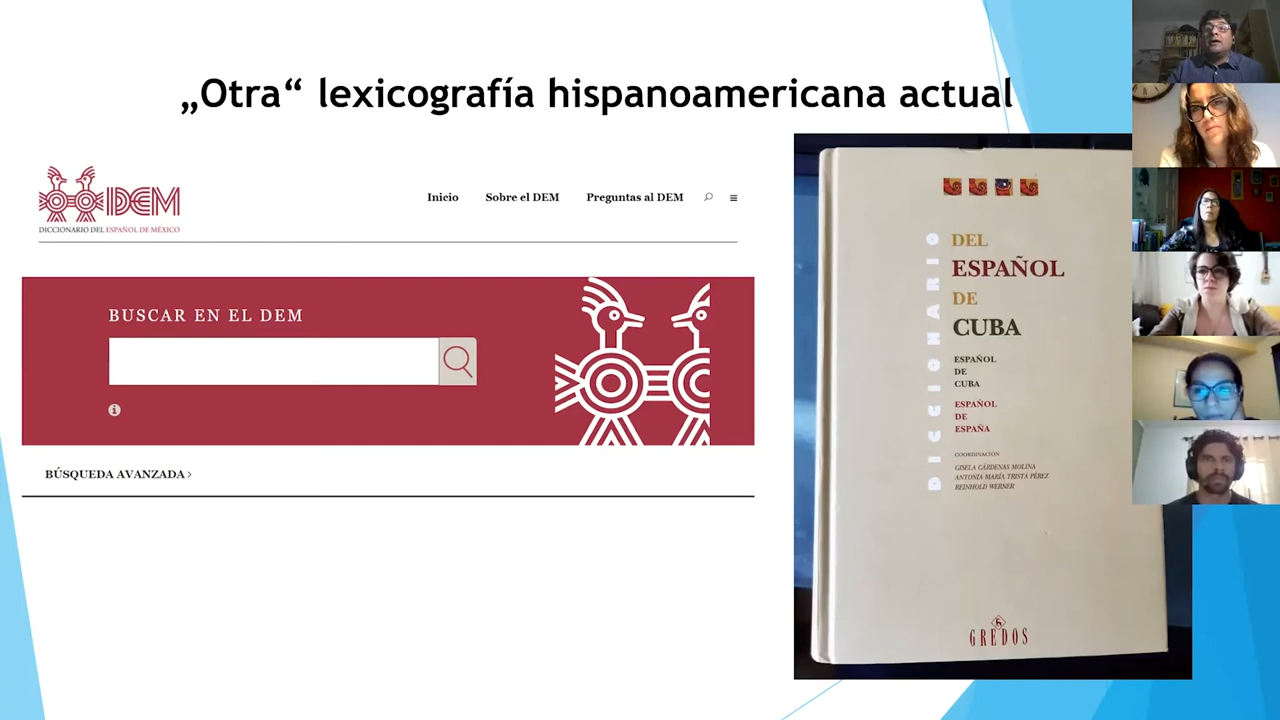 „Otra“ lexicografía hispanoamericana actual
DEM
DICCIONARIO DEL ESPAÑOL DE MÉXICO
Inicio
Sobre el DEM
Preguntas al DEM
BUSCAR EN EL DEM
BÚSQUEDA AVANZADA >
DICCIONARIO
DEL
ESPAÑOL
DE
CUBA
ESPAÑOL
DE
CUBA
ESPAÑOL
DE
ESPAÑA
COORDINACIÓN
GISELA CÁRDENAS MOLINA
ANTONIA MARÍA TRISTÁ PÉREZ
REINHOLD WERNER
GREDOS